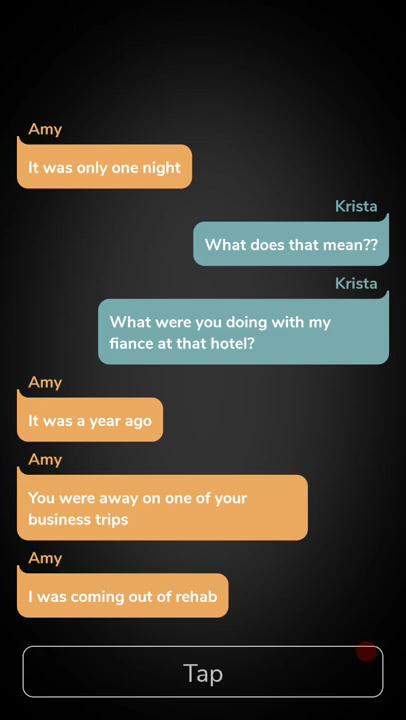 Amy
It was only one night
Krista
What does that mean??
Krista
What were you doing with my
fiance at that hotel?
Amy
It was a year ago
Amy
You were away on one of your
business trips
Amy
I was coming out of rehab
Tap